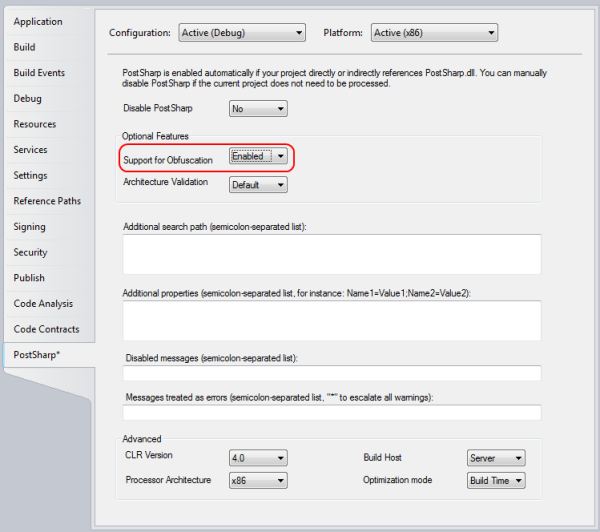 Application
Build
Build Events
Debug
Resources
Services
Settings
Reference Paths
Signing
Security
Publish
Code Analysis
Code Contracts
PostSharp*
Configuration: Active (Debug) Platform: Active (x86)
PostSharp is enabled automatically if your project directly or indirectly references PostSharp.dll. You can manually
disable PostSharp if the current project does not need to be processed.
Disable PostSharp No
Optional Features
Support for Obfuscation Enabled
Architecture Validation Default
Additional search path (semicolon-separated list):
Additional properties (semicolon-separated list, for instance: Name1=Value1;Name2=Value2):
Disabled messages (semicolon-separated list):
Messages treated as errors (semicolon-separated list, "*" to escalate all warnings):
Advanced
CLR Version 4.0 Build Host Server
Processor Architecture x86 Optimization mode Build Time